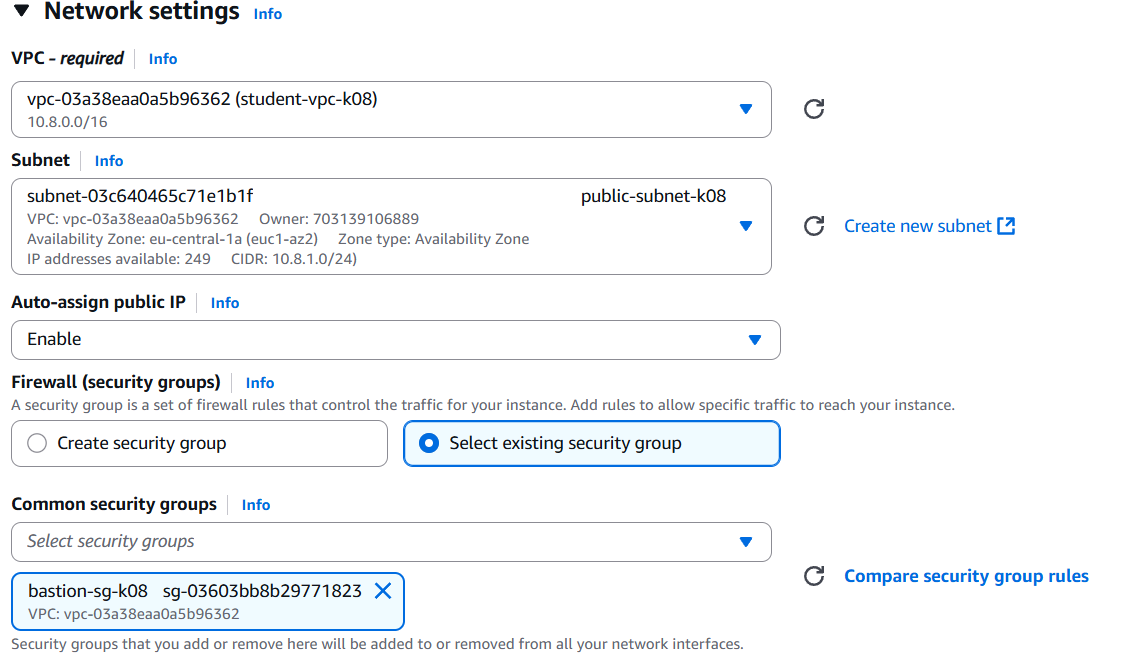 Network settings Info
VPC - required Info
vpc-03a38eaa0a5b96362 (student-vpc-k08)
10.8.0.0/16
Subnet Info
subnet-03c640465c71e1b1f public-subnet-k08
VPC: vpc-03a38eaa0a5b96362 Owner: 703139106889
Availability Zone: eu-central-1a (euc1-az2) Zone type: Availability Zone
IP addresses available: 249 CIDR: 10.8.1.0/24)
Create new subnet
Auto-assign public IP Info
Enable
Firewall (security groups) Info
A security group is a set of firewall rules that control the traffic for your instance. Add rules to allow specific traffic to reach your instance.
Create security group Select existing security group
Common security groups Info
Select security groups
bastion-sg-k08 sg-03603bb8b29771823
VPC: vpc-03a38eaa0a5b96362
Compare security group rules
Security groups that you add or remove here will be added to or removed from all your network interfaces.